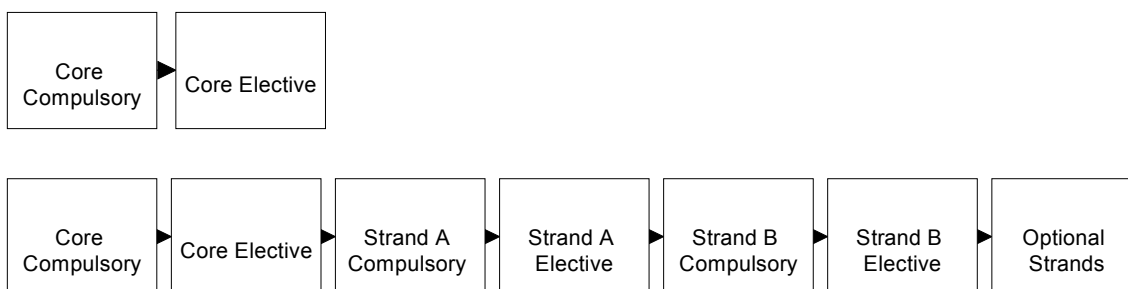 Core
Compulsory
Core Elective
Core
Compulsory
Core Elective
Strand A
Compulsory
Strand A
Elective
Strand B
Compulsory
Strand B
Elective
Optional
Strands